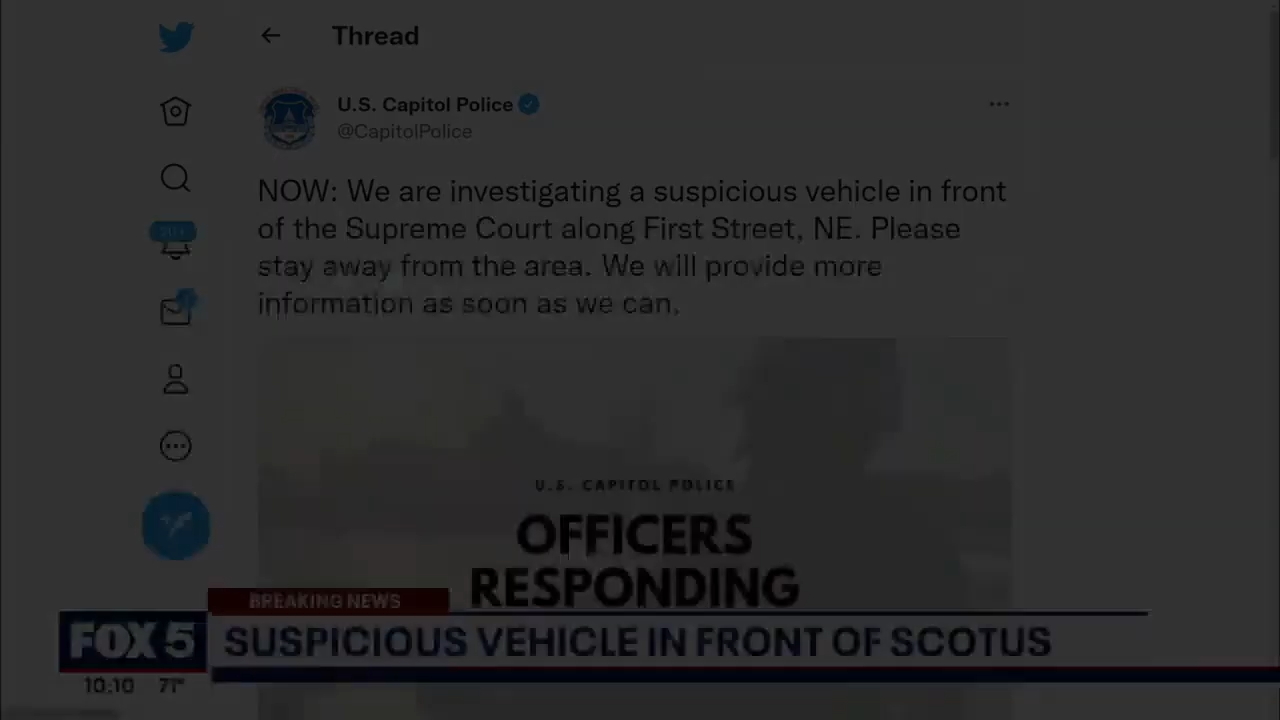 Thread
U.S. Capitol Police
@CapitolPolice
NOW: We are investigating a suspicious vehicle in front
of the Supreme Court along First Street, NE. Please
stay away from the area. We will provide more
information as soon as we can.
U.S. CAPITOL POLICE
OFFICERS
RESPONDING
BREAKING NEWS
FOX 5
SUSPICIOUS VEHICLE IN FRONT OF SCOTUS
10:10 71°